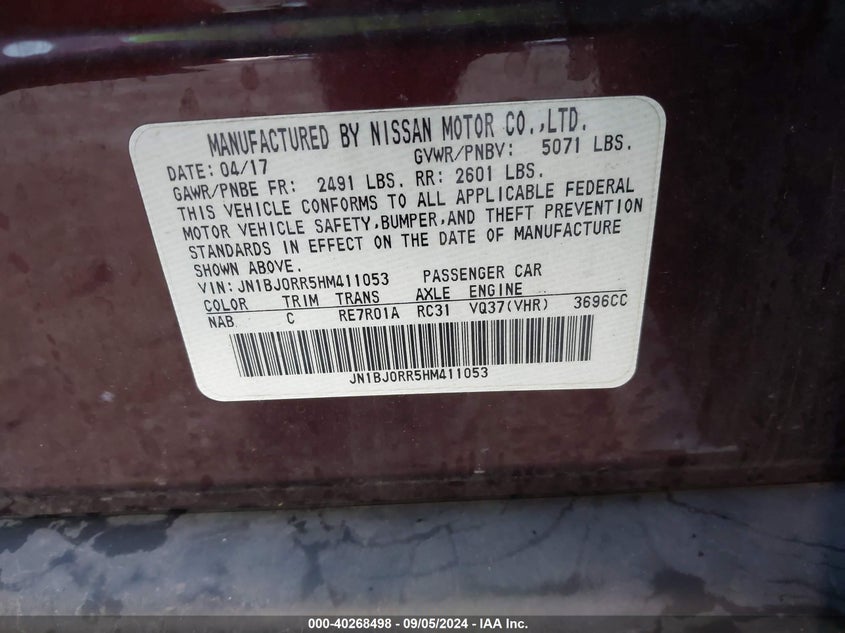 MANUFACTURED BY NISSAN MOTOR CO.,LTD.
DATE: 04/17 GVWR/PNBV: 5071 LBS.
GAWR/PNBE FR: 2491 LBS. RR: 2601 LBS.
THIS VEHICLE CONFORMS TO ALL APPLICABLE FEDERAL
MOTOR VEHICLE SAFETY,BUMPER,AND THEFT PREVENTION
STANDARDS IN EFFECT ON THE DATE OF MANUFACTURE
SHOWN ABOVE.
VIN: JN1BJ0RR5HM411053 PASSENGER CAR
COLOR TRIM TRANS AXLE ENGINE
NAB C RE7R01A RC31 VQ37(VHR) 3696CC
JN1BJ0RR5HM411053
000-40268498 - 09/05/2024 - IAA Inc.